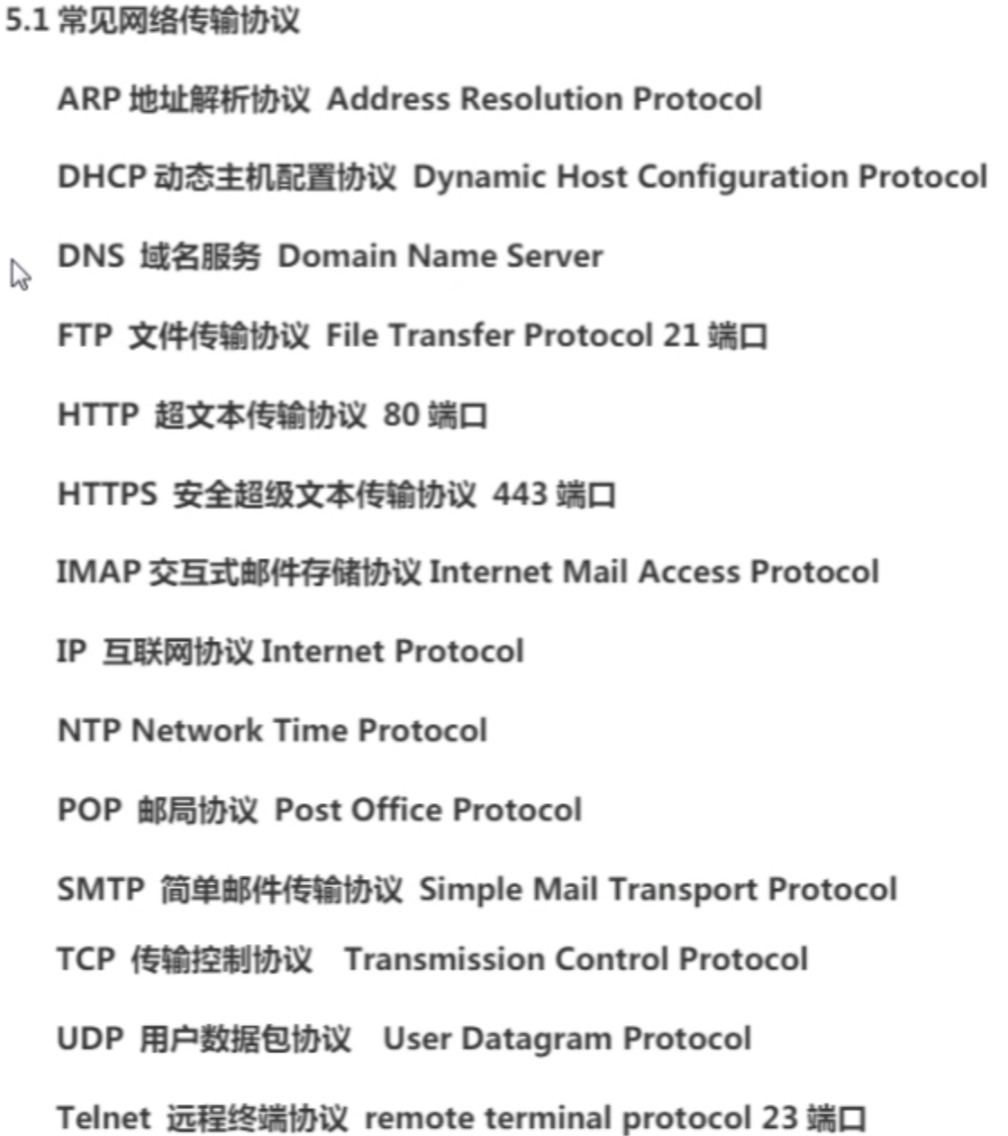 5.1 常见网络传输协议
ARP 地址解析协议 Address Resolution Protocol
DHCP 动态主机配置协议 Dynamic Host Configuration Protocol
DNS 域名服务 Domain Name Server
FTP 文件传输协议 File Transfer Protocol 21 端口
HTTP 超文本传输协议 80 端口
HTTPS 安全超级文本传输协议 443 端口
IMAP 交互式邮件存储协议 Internet Mail Access Protocol
IP 互联网协议 Internet Protocol
NTP Network Time Protocol
POP 邮局协议 Post Office Protocol
SMTP 简单邮件传输协议 Simple Mail Transport Protocol
TCP 传输控制协议 Transmission Control Protocol
UDP 用户数据包协议 User Datagram Protocol
Telnet 远程终端协议 remote terminal protocol 23 端口